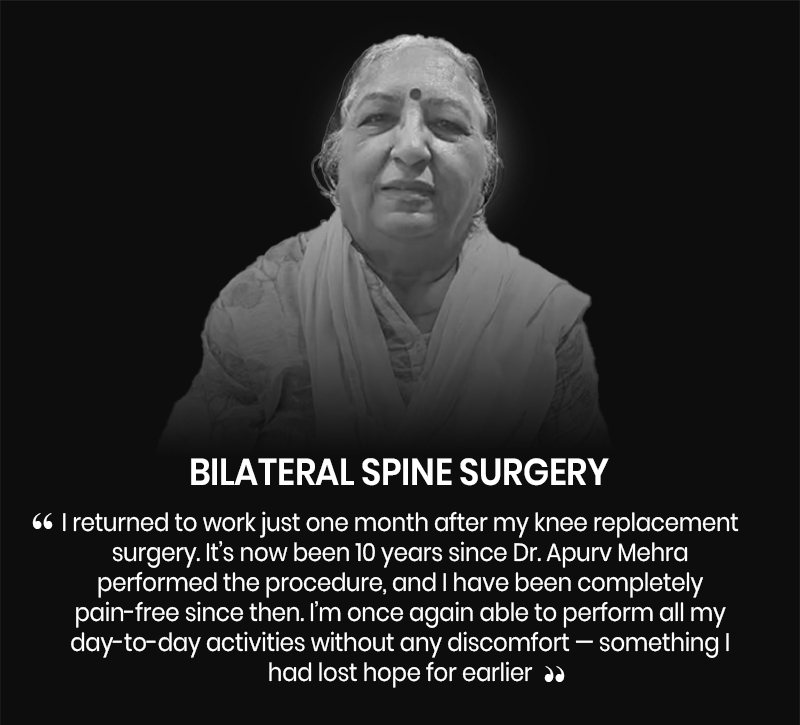 BILATERAL SPINE SURGERY
“ I returned to work just one month after my knee replacement
surgery. It’s now been 10 years since Dr. Apurv Mehra
performed the procedure, and I have been completely
pain-free since then. I’m once again able to perform all my
day-to-day activities without any discomfort — something I
had lost hope for earlier ”